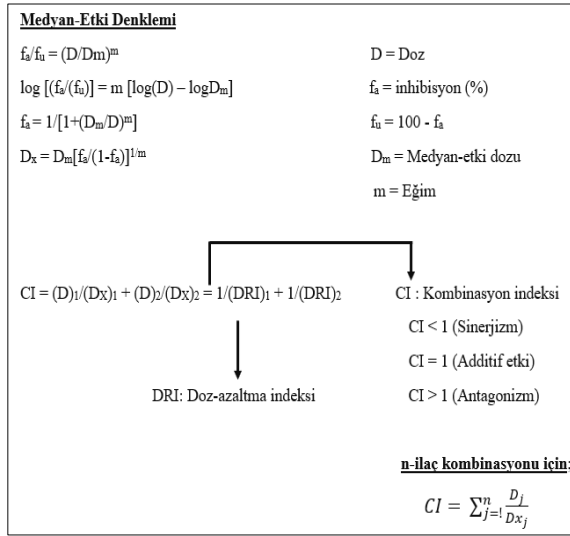 Medyan-Etki Denklemi
fₐ/fᵤ = (D/Dm)ᵐ
D = Doz
log [(fₐ/(fᵤ)] = m [log(D) – logDₘ]
fₐ = inhibisyon (%)
fₐ = 1/[1+(Dₘ/D)ᵐ]
fᵤ = 100 - fₐ
Dₓ = Dₘ[fₐ/(1-fₐ)]¹/ᵐ
Dₘ = Medyan-etki dozu
m = Eğim
CI = (D)₁/(Dx)₁ + (D)₂/(Dx)₂ = 1/(DRI)₁ + 1/(DRI)₂
CI : Kombinasyon indeksi
CI < 1 (Sinerjizm)
CI = 1 (Additif etki)
DRI: Doz-azaltma indeksi
CI > 1 (Antagonizm)
n-ilaç kombinasyonu için;
CI = ∑ⁿⱼ₌! Dⱼ/Dxⱼ